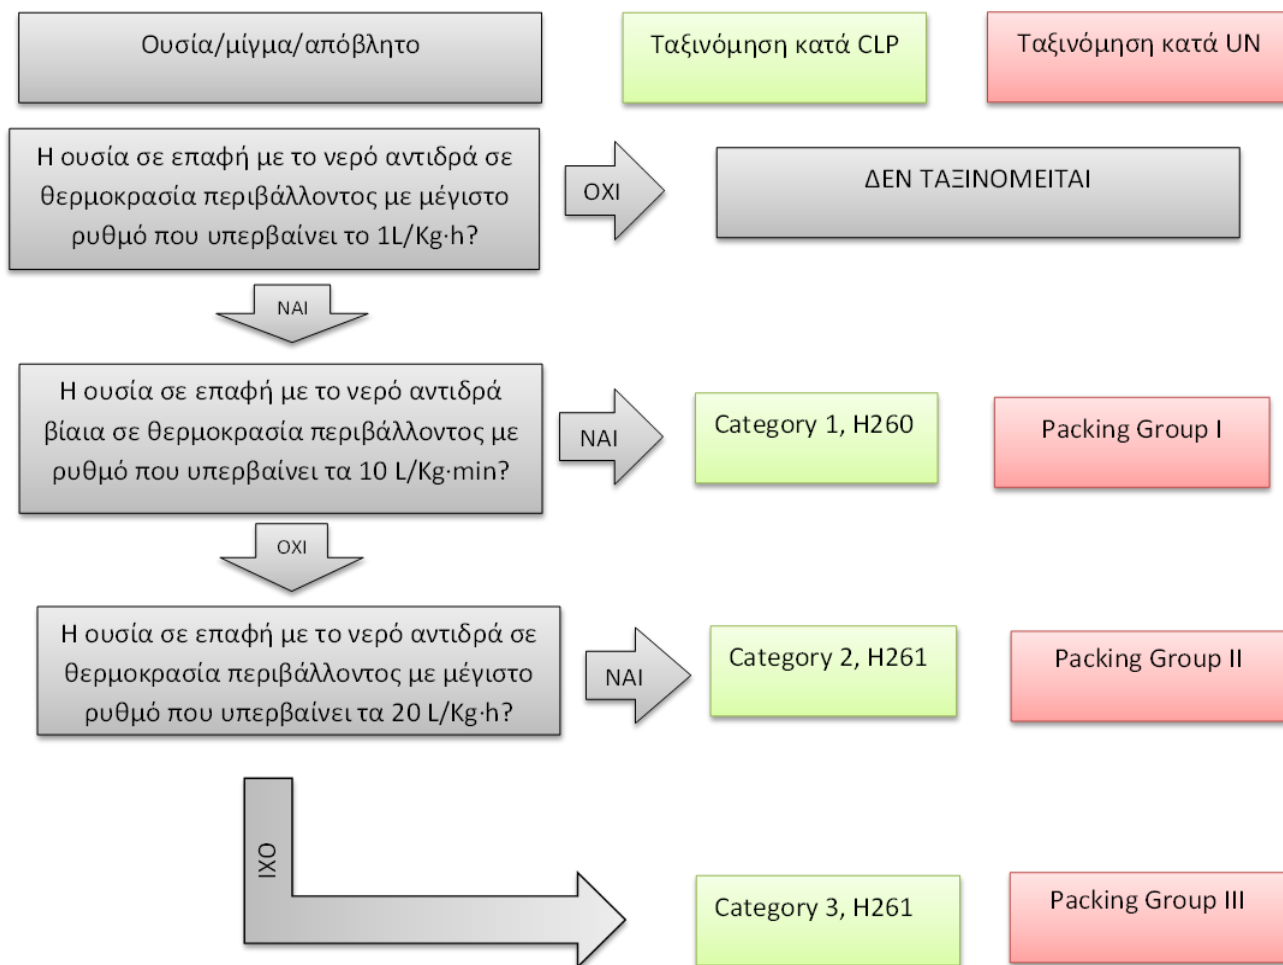 Ουσία/μίγμα/απόβλητο
Ταξινόμηση κατά CLP
Ταξινόμηση κατά UN
Η ουσία σε επαφή με το νερό αντιδρά σε
θερμοκρασία περιβάλλοντος με μέγιστο
ρυθμό που υπερβαίνει το 1L/Kg·h?
ΟΧΙ
ΔΕΝ ΤΑΞΙΝΟΜΕΙΤΑΙ
ΝΑΙ
Η ουσία σε επαφή με το νερό αντιδρά
βίαια σε θερμοκρασία περιβάλλοντος με
ρυθμό που υπερβαίνει τα 10 L/Kg·min?
ΝΑΙ
Category 1, H260
Packing Group I
ΟΧΙ
Η ουσία σε επαφή με το νερό αντιδρά σε
θερμοκρασία περιβάλλοντος με μέγιστο
ρυθμό που υπερβαίνει τα 20 L/Kg·h?
ΝΑΙ
Category 2, H261
Packing Group II
ΟΧΙ
Category 3, H261
Packing Group III